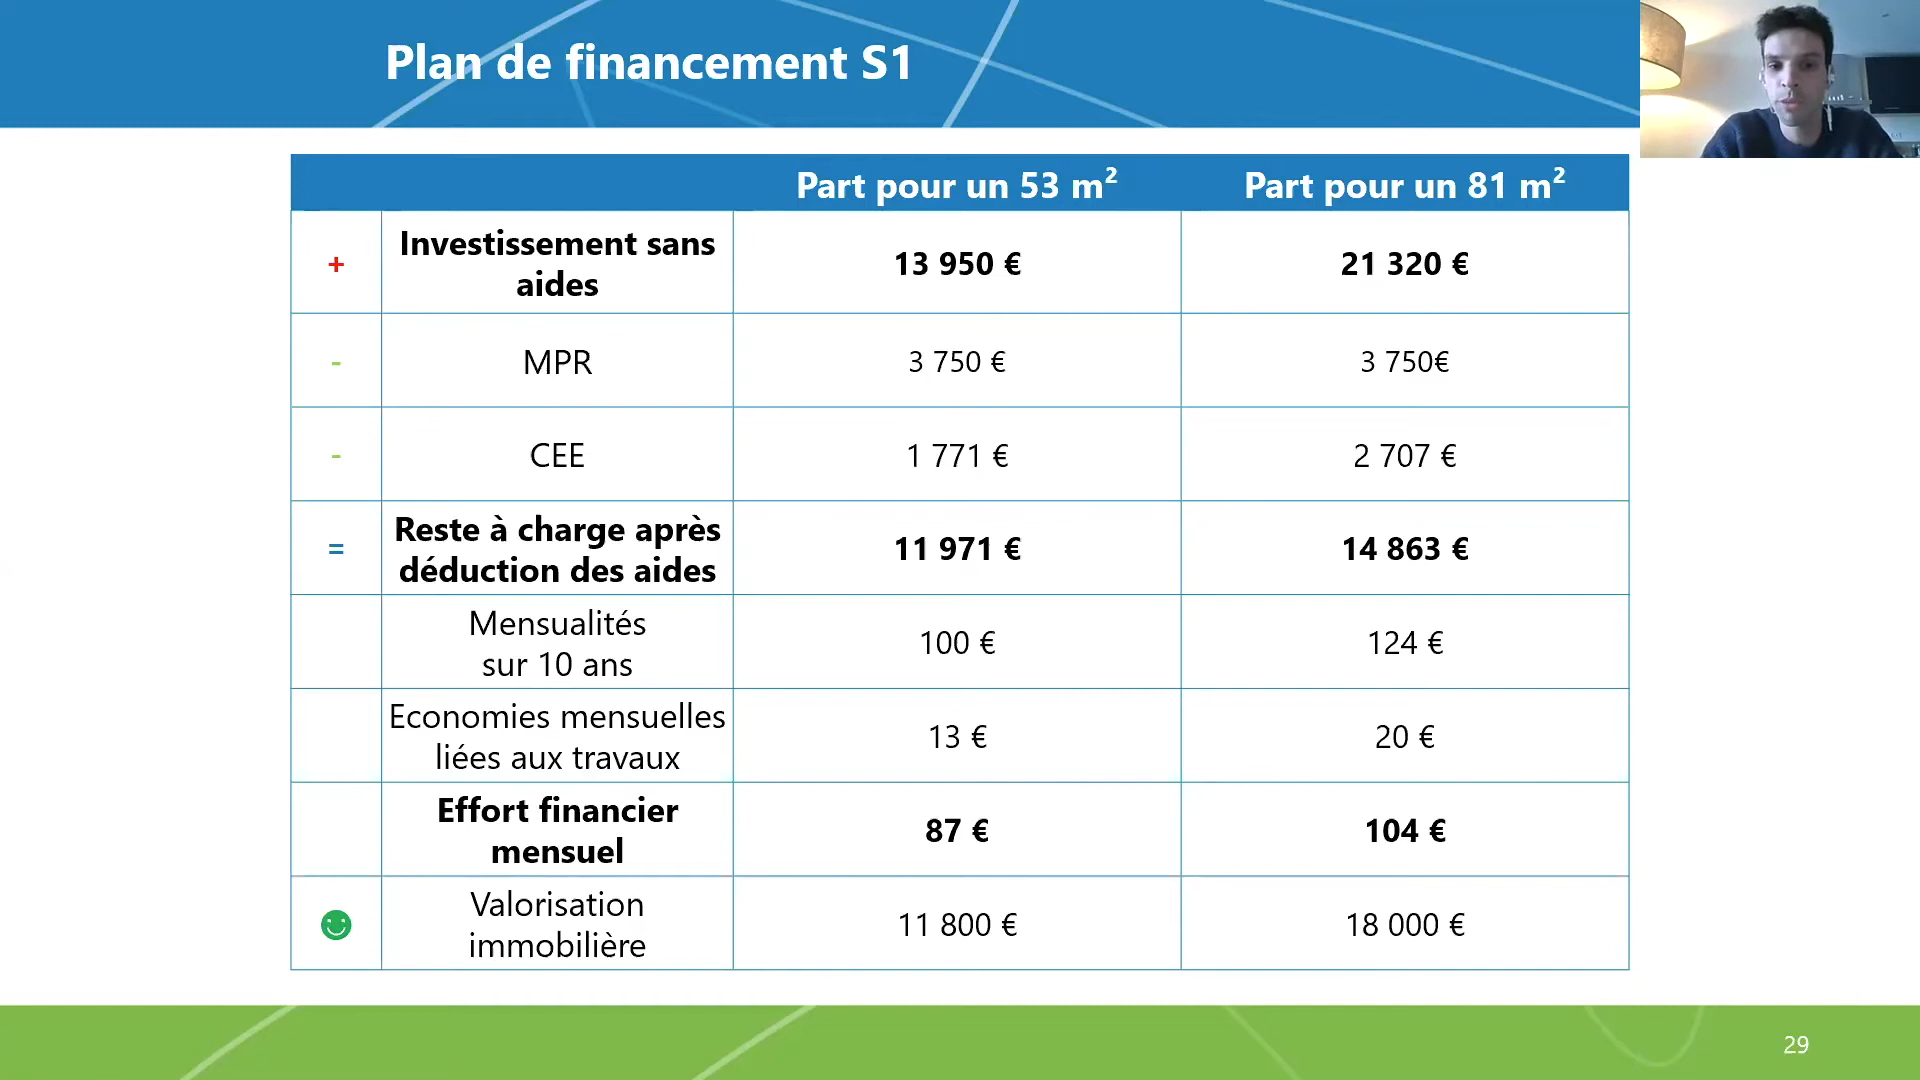 Plan de financement S1
Part pour un 53 m²
Part pour un 81 m²
+
Investissement sans
aides
13 950 €
21 320 €
-
MPR
3 750 €
3 750€
-
CEE
1 771 €
2 707 €
=
Reste à charge après
déduction des aides
11 971 €
14 863 €
Mensualités
sur 10 ans
100 €
124 €
Economies mensuelles
liées aux travaux
13 €
20 €
Effort financier
mensuel
87 €
104 €
Valorisation
immobilière
11 800 €
18 000 €
29